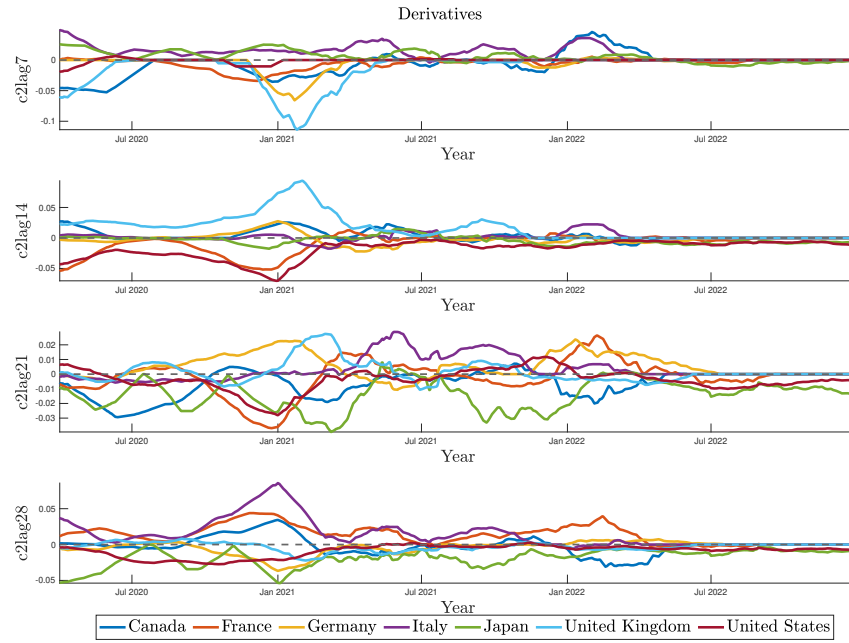 Derivatives
c2lag7
0
-0.05
-0.1
Jul 2020
Jan 2021
Jul 2021
Jan 2022
Jul 2022
Year
c2lag14
0.05
0
-0.05
Jul 2020
Jan 2021
Jul 2021
Jan 2022
Jul 2022
Year
c2lag21
0.02
0.01
0
-0.01
-0.02
-0.03
Jul 2020
Jan 2021
Jul 2021
Jan 2022
Jul 2022
Year
c2lag28
0.05
0
-0.05
Jul 2020
Jan 2021
Jul 2021
Jan 2022
Jul 2022
Year
Canada France Germany Italy Japan United Kingdom United States